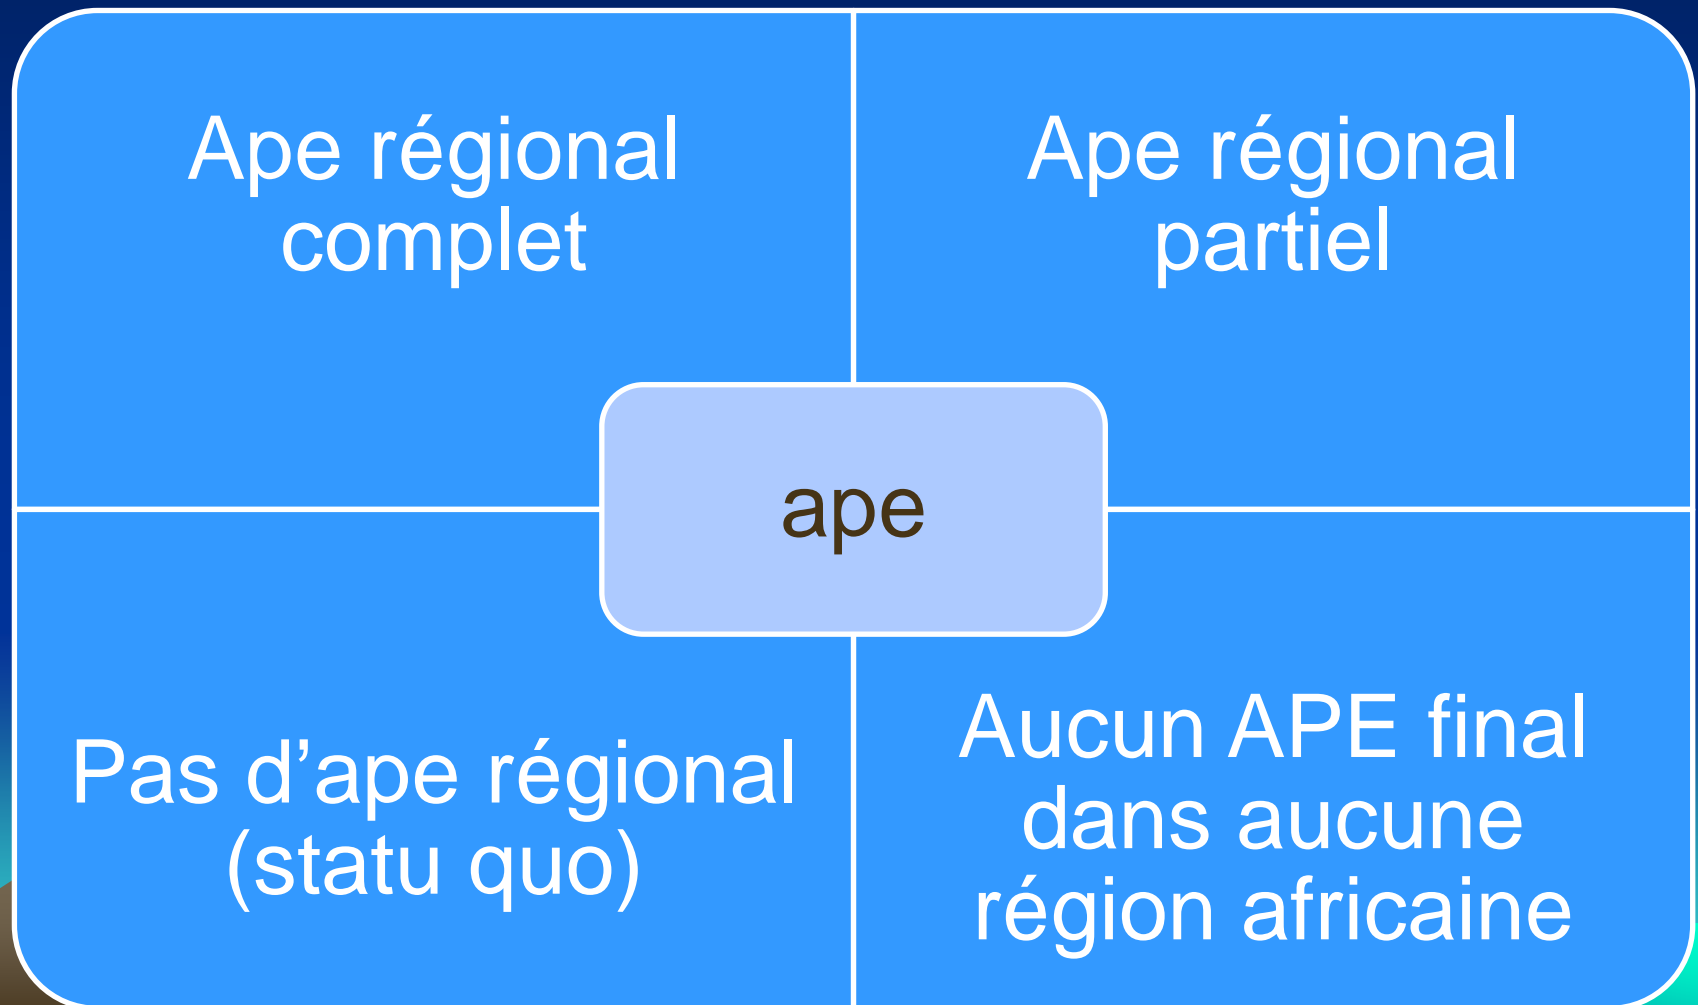 Ape régional
complet
Ape régional
partiel
ape
Pas d’ape régional
(statu quo)
Aucun APE final
dans aucune
région africaine